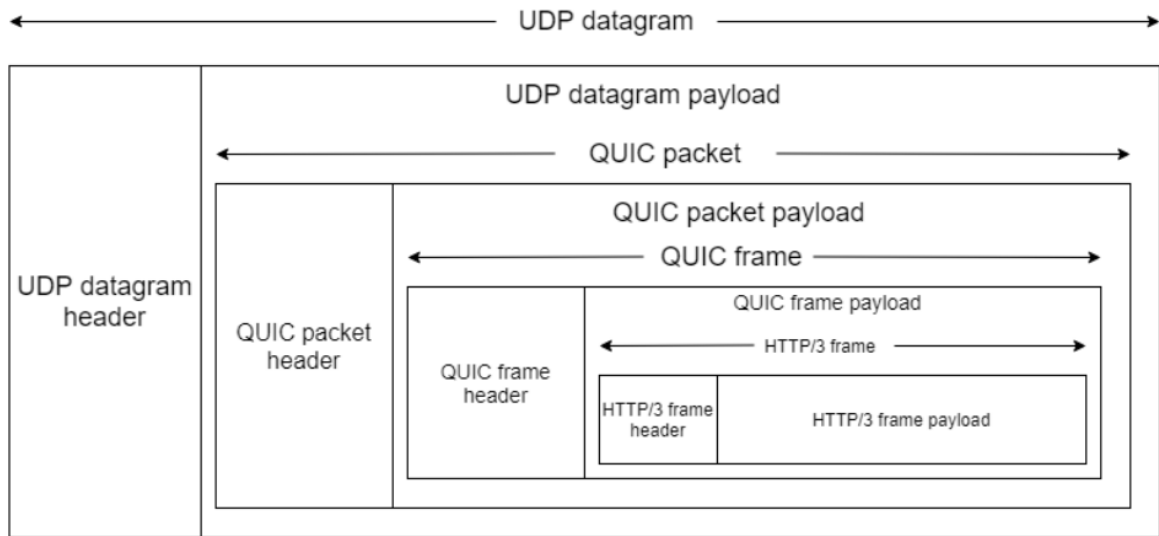 UDP datagram
UDP datagram payload
QUIC packet
QUIC packet payload
QUIC frame
UDP datagram
header
QUIC packet
header
QUIC frame payload
HTTP/3 frame
QUIC frame
header
HTTP/3 frame
header
HTTP/3 frame payload